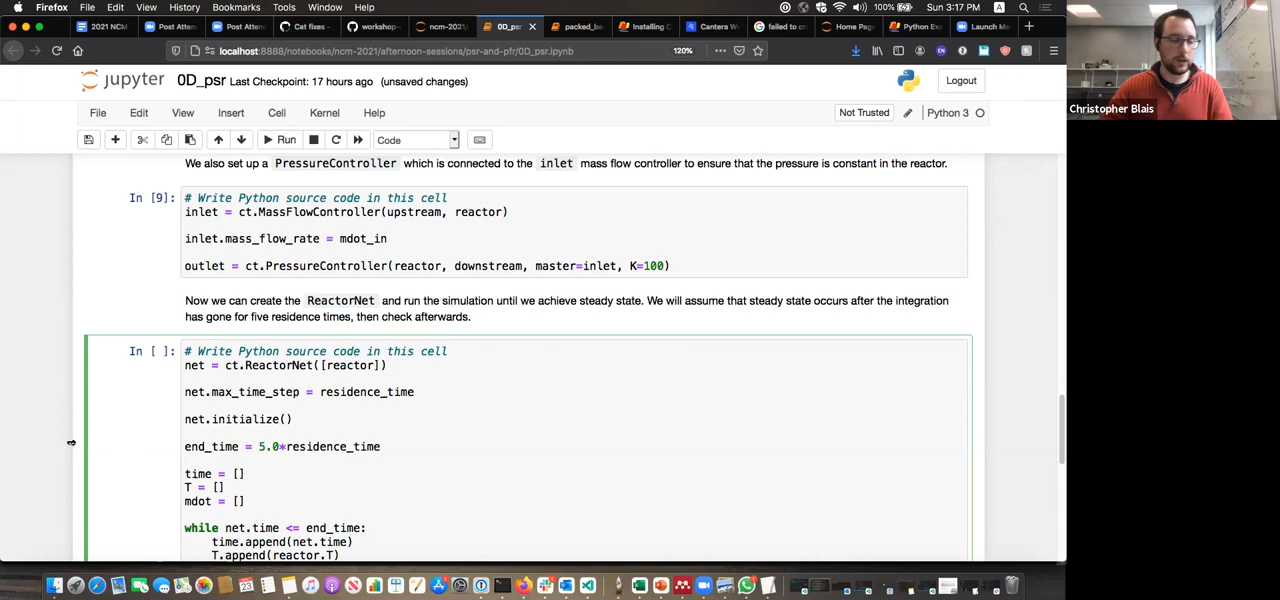 Firefox File Edit View History Bookmarks Tools Window Help 100% Sun 3:17 PM
2021 NCM Post Atten Post Atten Cat fixes - workshop- ncm-2021/ 0D_psr packed_be Installing C Cantera W failed to cr Home Page Python Ex Launch Me
localhost:8888/notebooks/ncm-2021/afternoon-sessions/psr-and-pfr/0D_psr.ipynb 120%
Christopher Blais
jupyter 0D_psr Last Checkpoint: 17 hours ago (unsaved changes) Logout
File Edit View Insert Cell Kernel Help Not Trusted Python 3
Run Code
We also set up a PressureController which is connected to the inlet mass flow controller to ensure that the pressure is constant in the reactor.
In [9]: # Write Python source code in this cell
inlet = ct.MassFlowController(upstream, reactor)
inlet.mass_flow_rate = mdot_in
outlet = ct.PressureController(reactor, downstream, master=inlet, K=100)
Now we can create the ReactorNet and run the simulation until we achieve steady state. We will assume that steady state occurs after the integration
has gone for five residence times, then check afterwards.
In [ ]: # Write Python source code in this cell
net = ct.ReactorNet([reactor])
net.max_time_step = residence_time
net.initialize()
end_time = 5.0*residence_time
time = []
T = []
mdot = []
while net.time <= end_time:
time.append(net.time)
T.append(reactor.T)